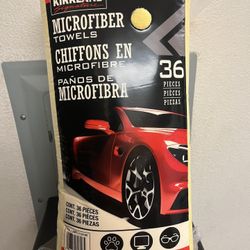 KIRKLAND
Signature
MICROFIBER
TOWELS
CHIFFONS EN
MICROFIBRE
PAÑOS DE
MICROFIBRA
36
PIECES
PIÈCES
PIEZAS
CONT. 36 PIECES
CONT. 36 PIÈCES
CONT. 36 PIEZAS